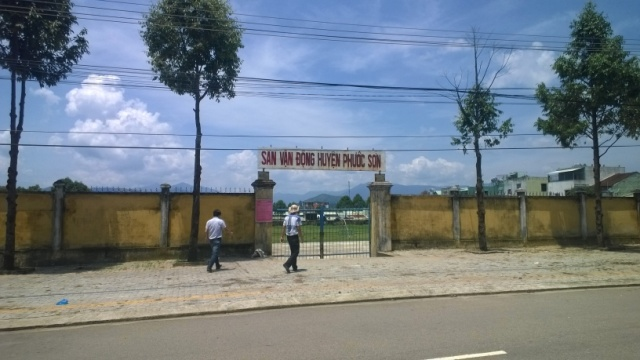 SÂN VẬN ĐỘNG HUYỆN PHƯỚC SƠN